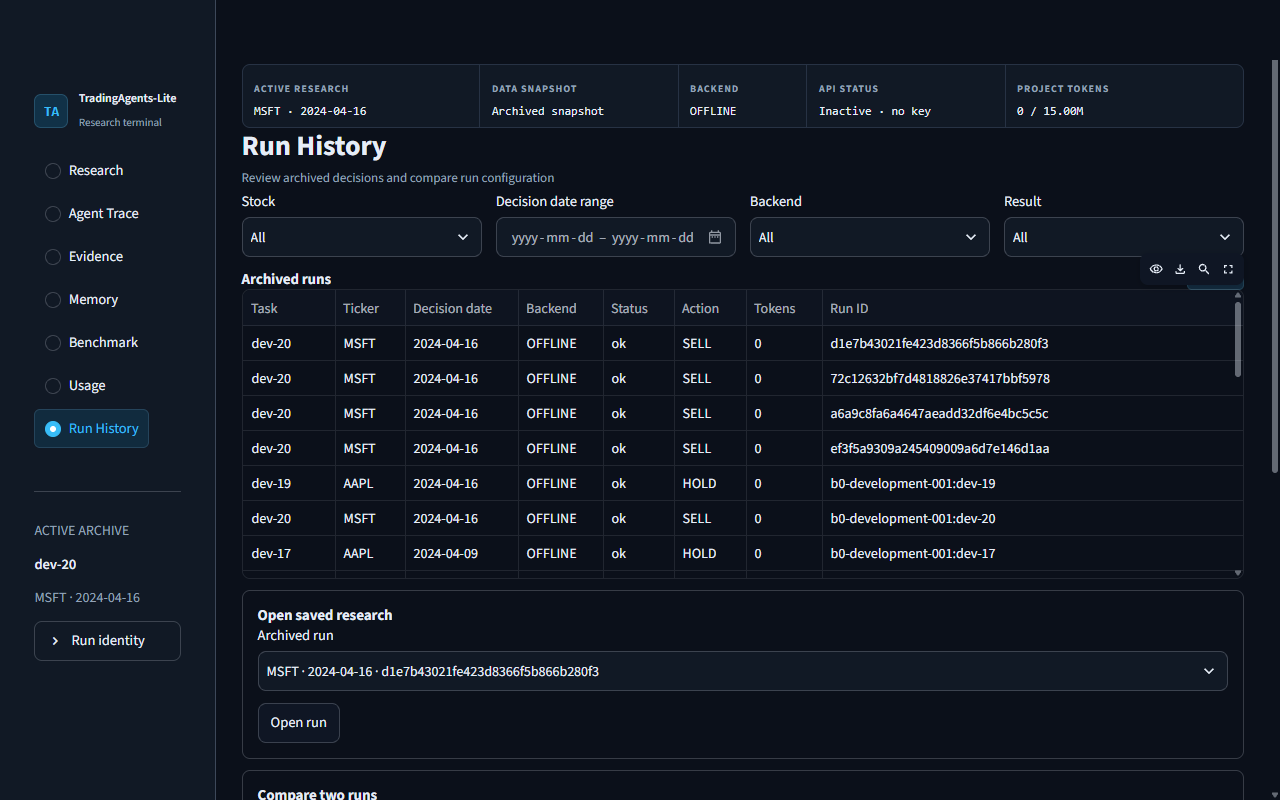 TA
TradingAgents-Lite
Research terminal
Research
Agent Trace
Evidence
Memory
Benchmark
Usage
Run History
ACTIVE ARCHIVE
dev-20
MSFT · 2024-04-16
Run identity
ACTIVE RESEARCH DATA SNAPSHOT BACKEND API STATUS PROJECT TOKENS
MSFT · 2024-04-16 Archived snapshot OFFLINE Inactive · no key 0 / 15.00M
Run History
Review archived decisions and compare run configuration
Stock Decision date range Backend Result
All yyyy-mm-dd – yyyy-mm-dd All All
Archived runs
Task Ticker Decision date Backend Status Action Tokens Run ID
dev-20 MSFT 2024-04-16 OFFLINE ok SELL 0 d1e7b43021fe423d8366f5b866b280f3
dev-20 MSFT 2024-04-16 OFFLINE ok SELL 0 72c12632bf7d4818826e37417bbf5978
dev-20 MSFT 2024-04-16 OFFLINE ok SELL 0 a6a9c8fa6a4647aeadd32df6e4bc5c5c
dev-20 MSFT 2024-04-16 OFFLINE ok SELL 0 ef3f5a9309a245409009a6d7e146d1aa
dev-19 AAPL 2024-04-16 OFFLINE ok HOLD 0 b0-development-001:dev-19
dev-20 MSFT 2024-04-16 OFFLINE ok SELL 0 b0-development-001:dev-20
dev-17 AAPL 2024-04-09 OFFLINE ok HOLD 0 b0-development-001:dev-17
Open saved research
Archived run
MSFT · 2024-04-16 · d1e7b43021fe423d8366f5b866b280f3
Open run
Compare two runs